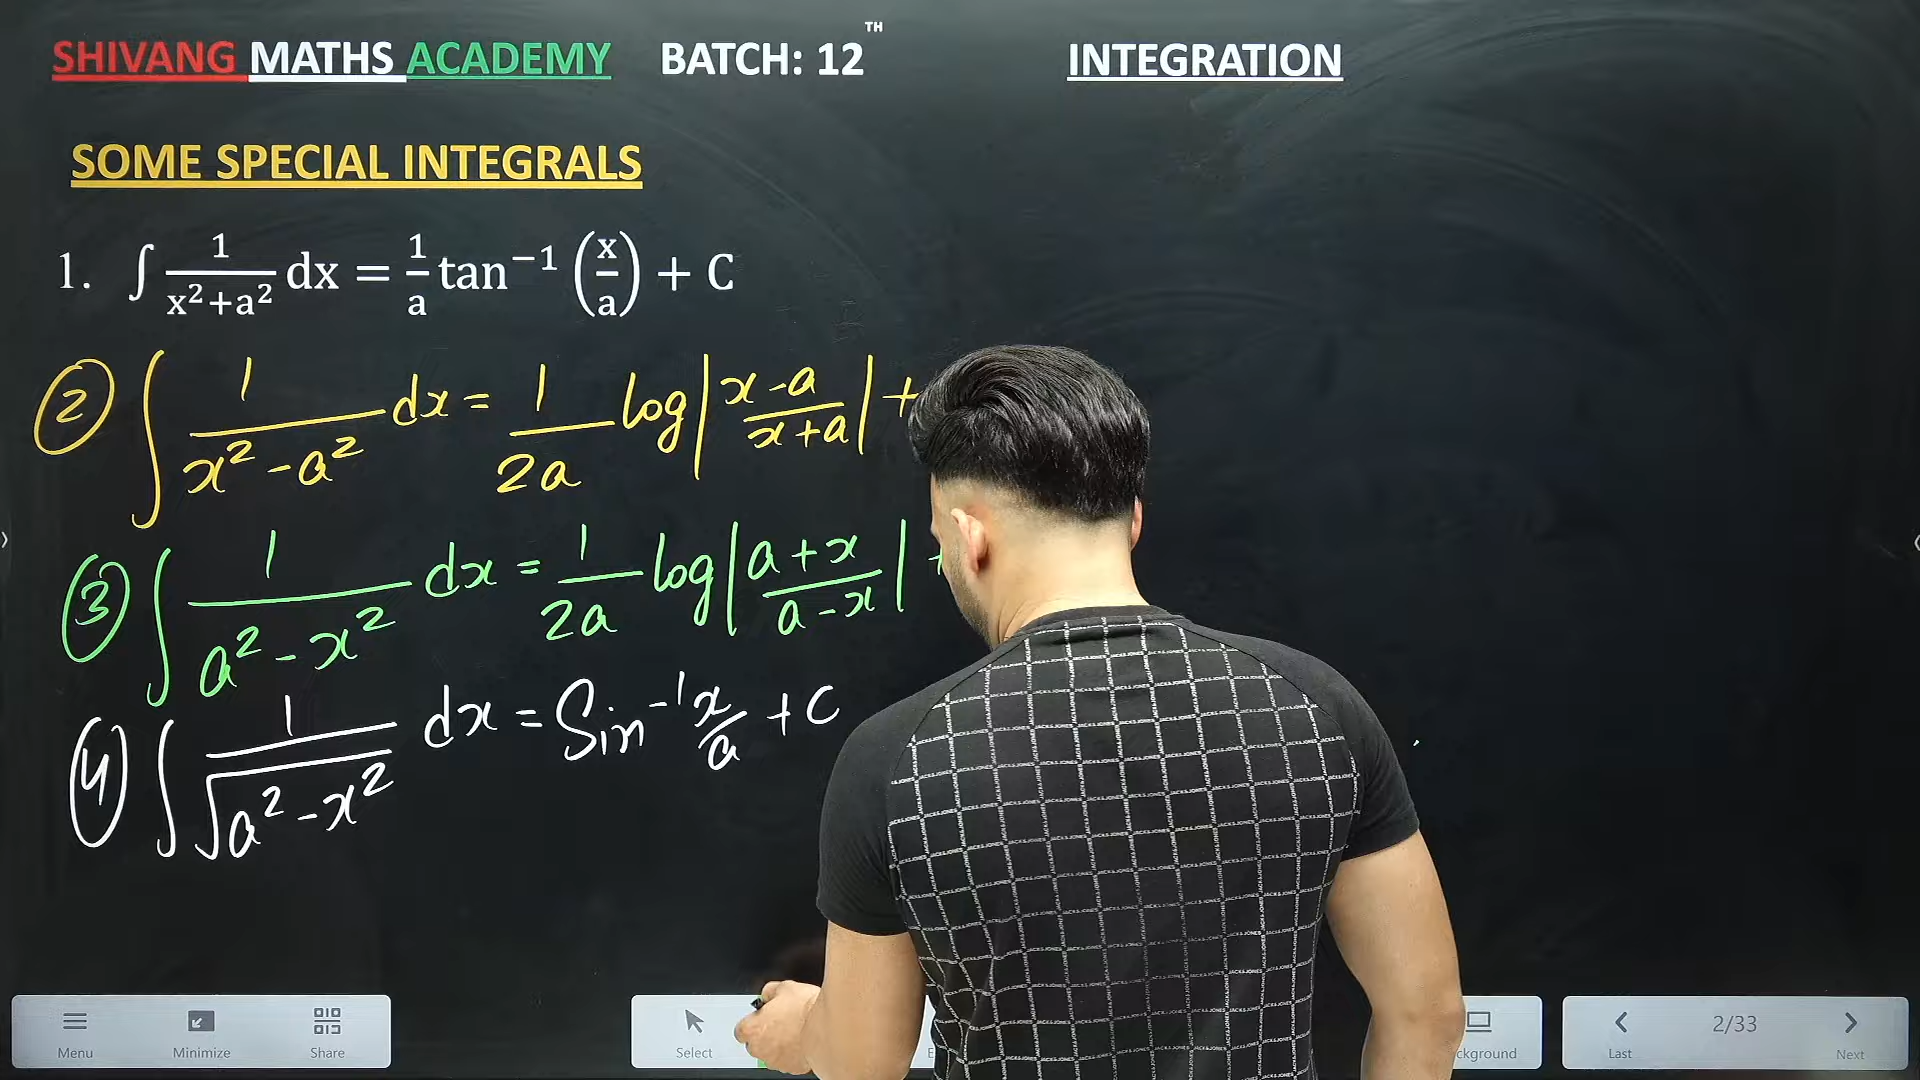 SHIVANG MATHS ACADEMY BATCH: 12ᵀᴴ INTEGRATION
SOME SPECIAL INTEGRALS
1. ∫ 1/(x²+a²) dx = 1/a tan⁻¹(x/a) + C
② ∫ 1/(x² - a²) dx = 1/2a log|(x - a)/(x + a)| +
③ ∫ 1/(a² - x²) dx = 1/2a log|(a + x)/(a - x)| +
④ ∫ 1/√(a² - x²) dx = Sin⁻¹ x/a + C
Menu Minimize Share Select Last 2/33 Next